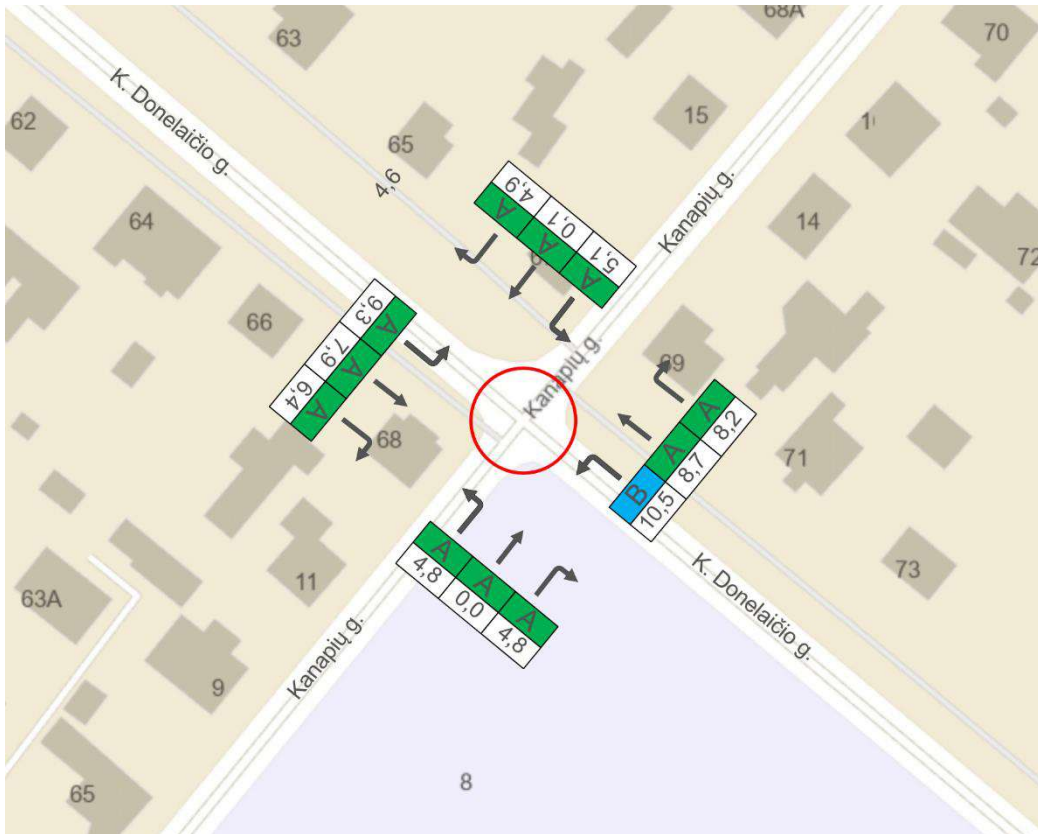 63
68A
70
K. Donelaičio g.
62
65
15
14
4,6
4,9
0,1
5,1
A
A
A
Kanapių g.
64
72
66
9,3
7,9
6,4
A
A
A
69
Kanapių g.
68
71
A
A
B
8,2
8,7
10,5
A
A
A
4,8
0,0
4,8
K. Donelaičio g.
73
11
63A
Kanapių g.
9
65
8